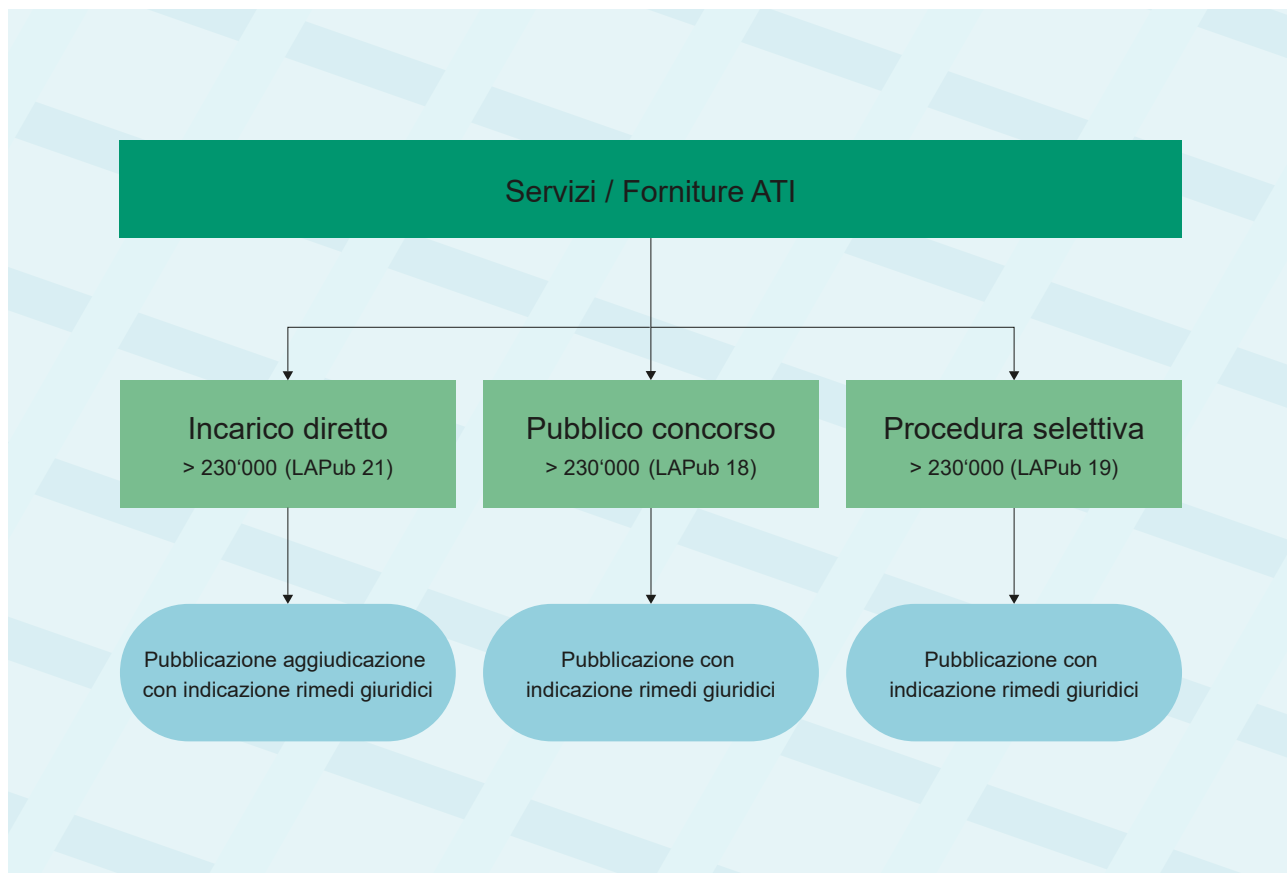 Servizi / Forniture ATI
Incarico diretto
> 230‘000 (LAPub 21)
Pubblico concorso
> 230‘000 (LAPub 18)
Procedura selettiva
> 230‘000 (LAPub 19)
Pubblicazione aggiudicazione
con indicazione rimedi giuridici
Pubblicazione con
indicazione rimedi giuridici
Pubblicazione con
indicazione rimedi giuridici